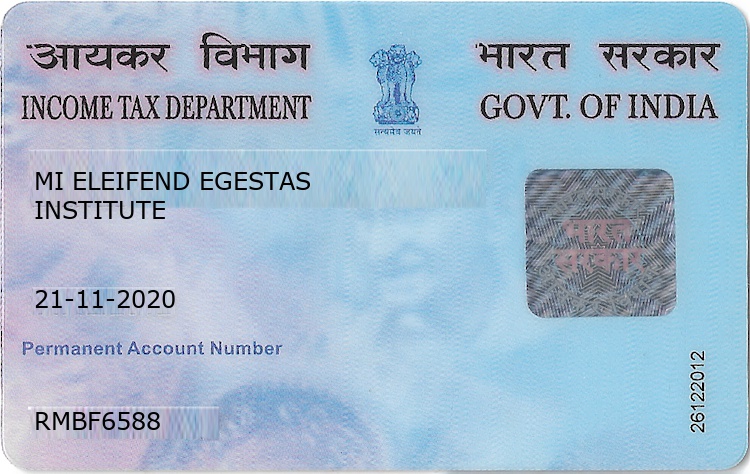 आयकर विभाग
भारत सरकार
INCOME TAX DEPARTMENT
GOVT. OF INDIA
सत्यमेव जयते
MI ELEIFEND EGESTAS
INSTITUTE
भारत
सरकार
21-11-2020
Permanent Account Number
RMBF6588
26122012